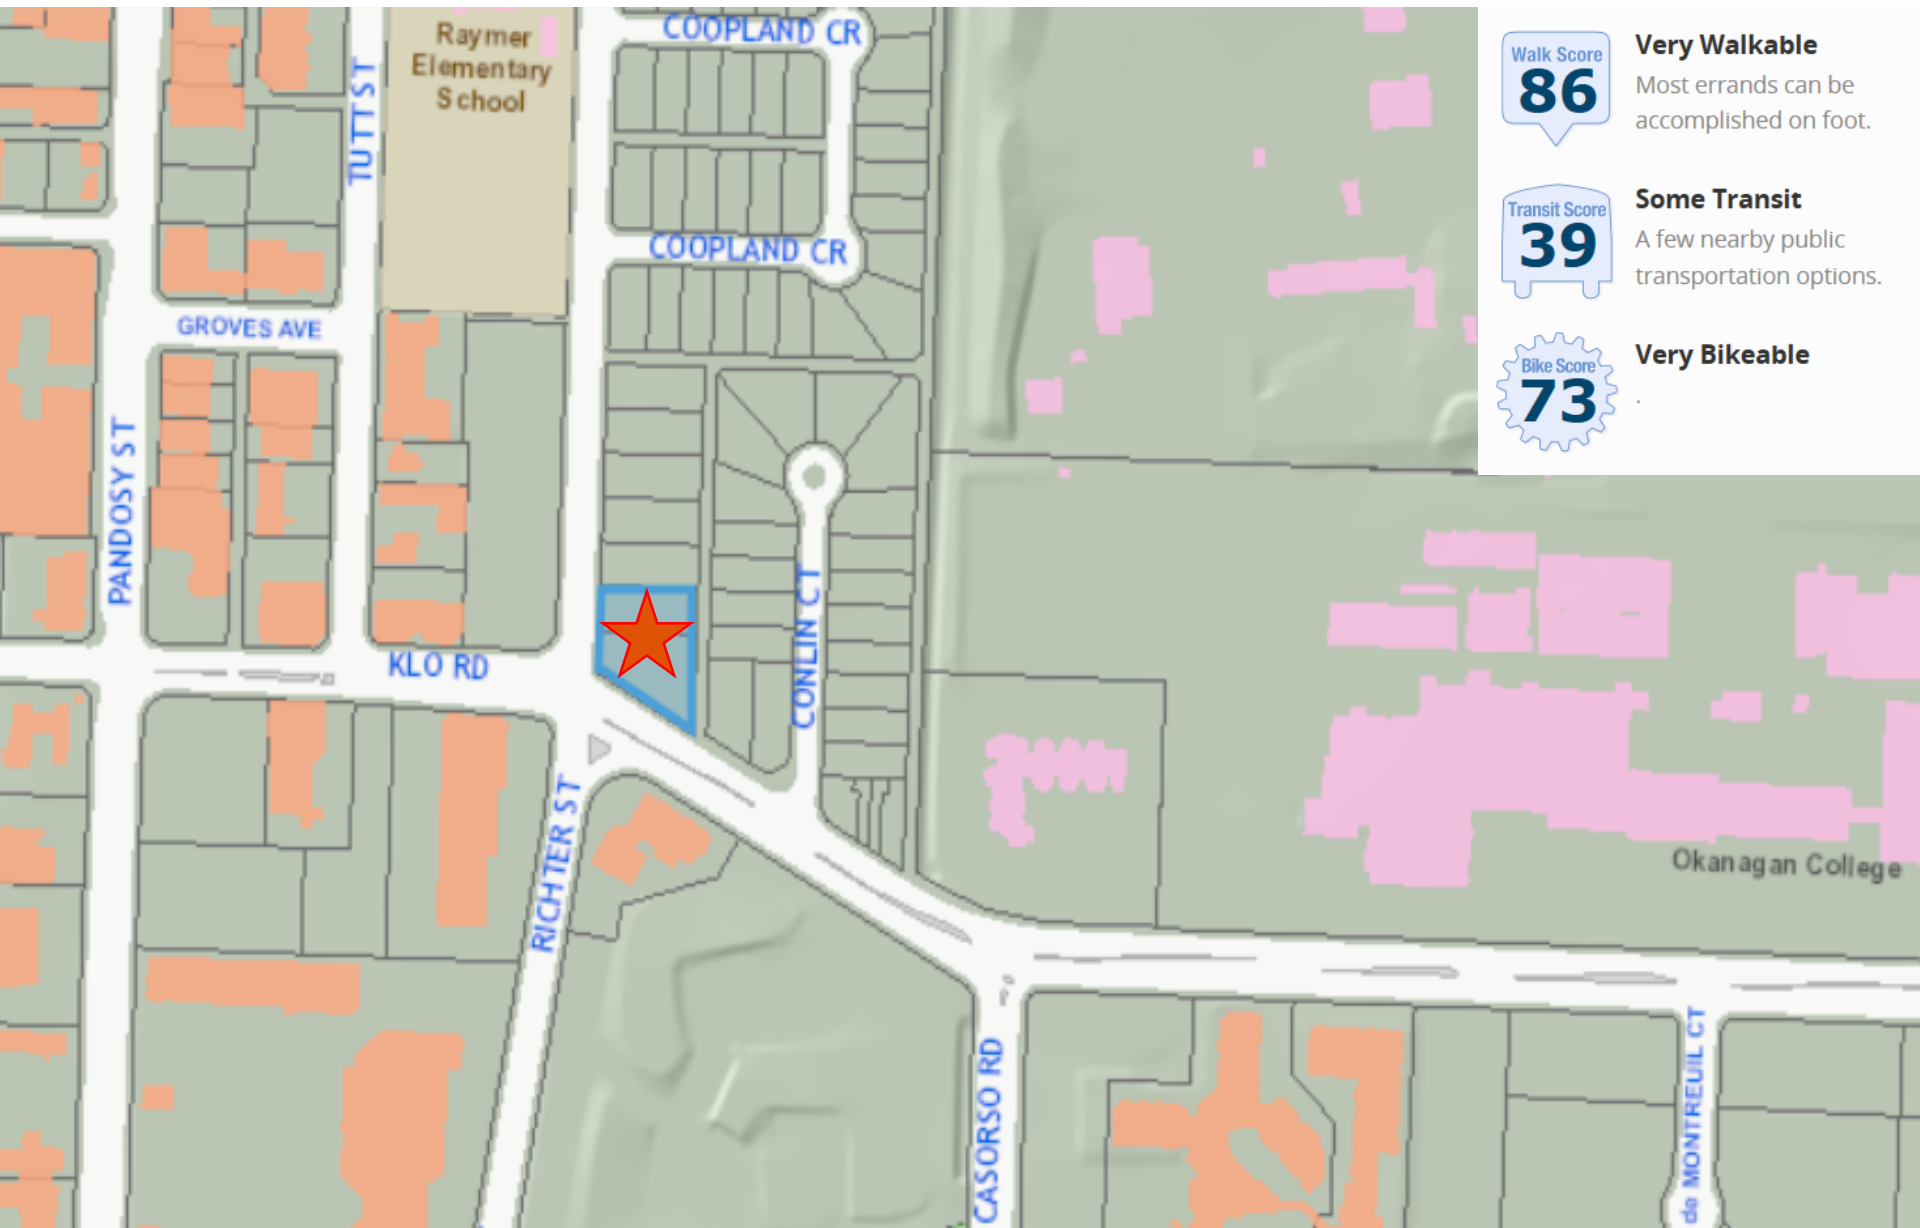 COOPLAND CR
Raymer
Elementary
School
TUTT ST
COOPLAND CR
GROVES AVE
PANDOSY ST
KLO RD
CONLIN CT
RICHTER ST
CASORSO RD
de MONTREUIL CT
Okanagan College
Walk Score
86
Very Walkable
Most errands can be
accomplished on foot.
Transit Score
39
Some Transit
A few nearby public
transportation options.
Bike Score
73
Very Bikeable
.